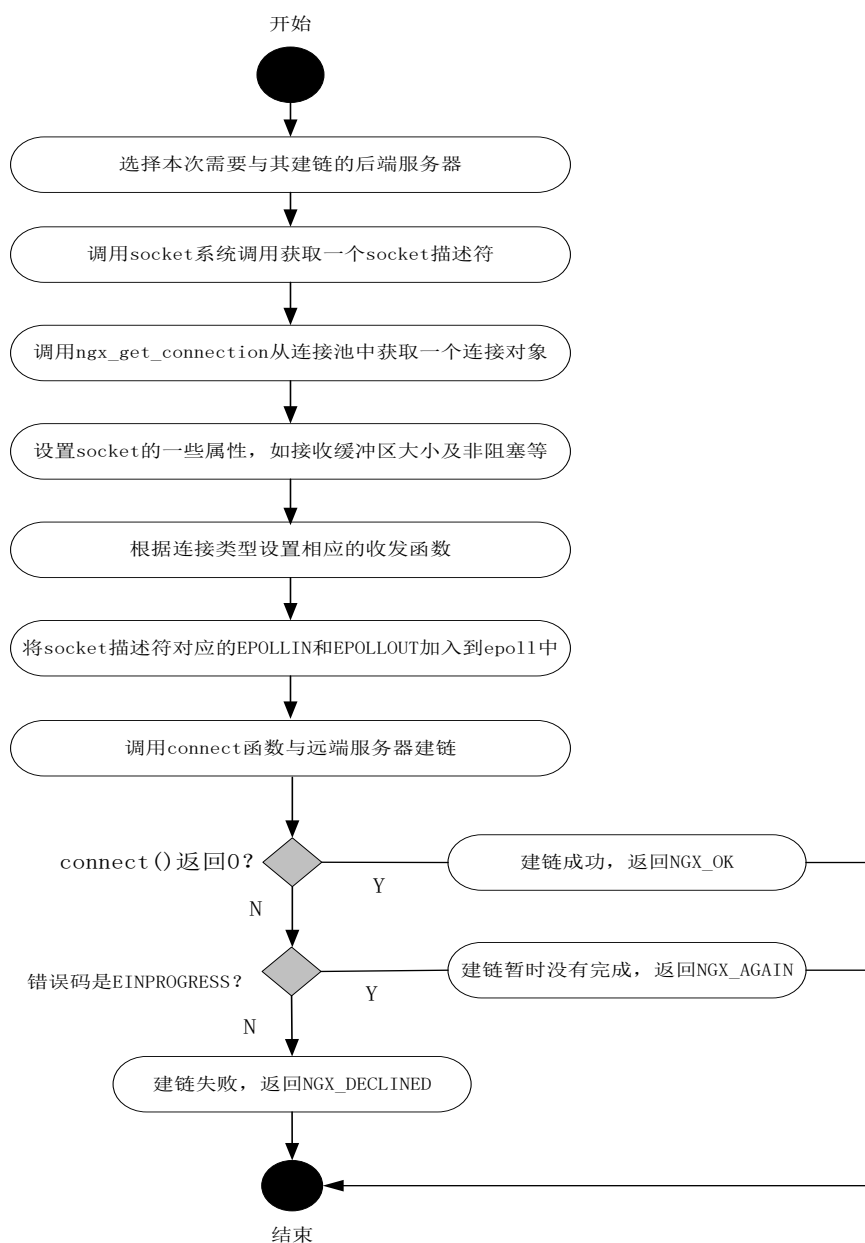 开始
选择本次需要与其建链的后端服务器
调用socket系统调用获取一个socket描述符
调用ngx_get_connection从连接池中获取一个连接对象
设置socket的一些属性，如接收缓冲区大小及非阻塞等
根据连接类型设置相应的收发函数
将socket描述符对应的EPOLLIN和EPOLLOUT加入到epoll中
调用connect函数与远端服务器建链
connect()返回0？
Y
建链成功，返回NGX_OK
N
错误码是EINPROGRESS？
Y
建链暂时没有完成，返回NGX_AGAIN
N
建链失败，返回NGX_DECLINED
结束